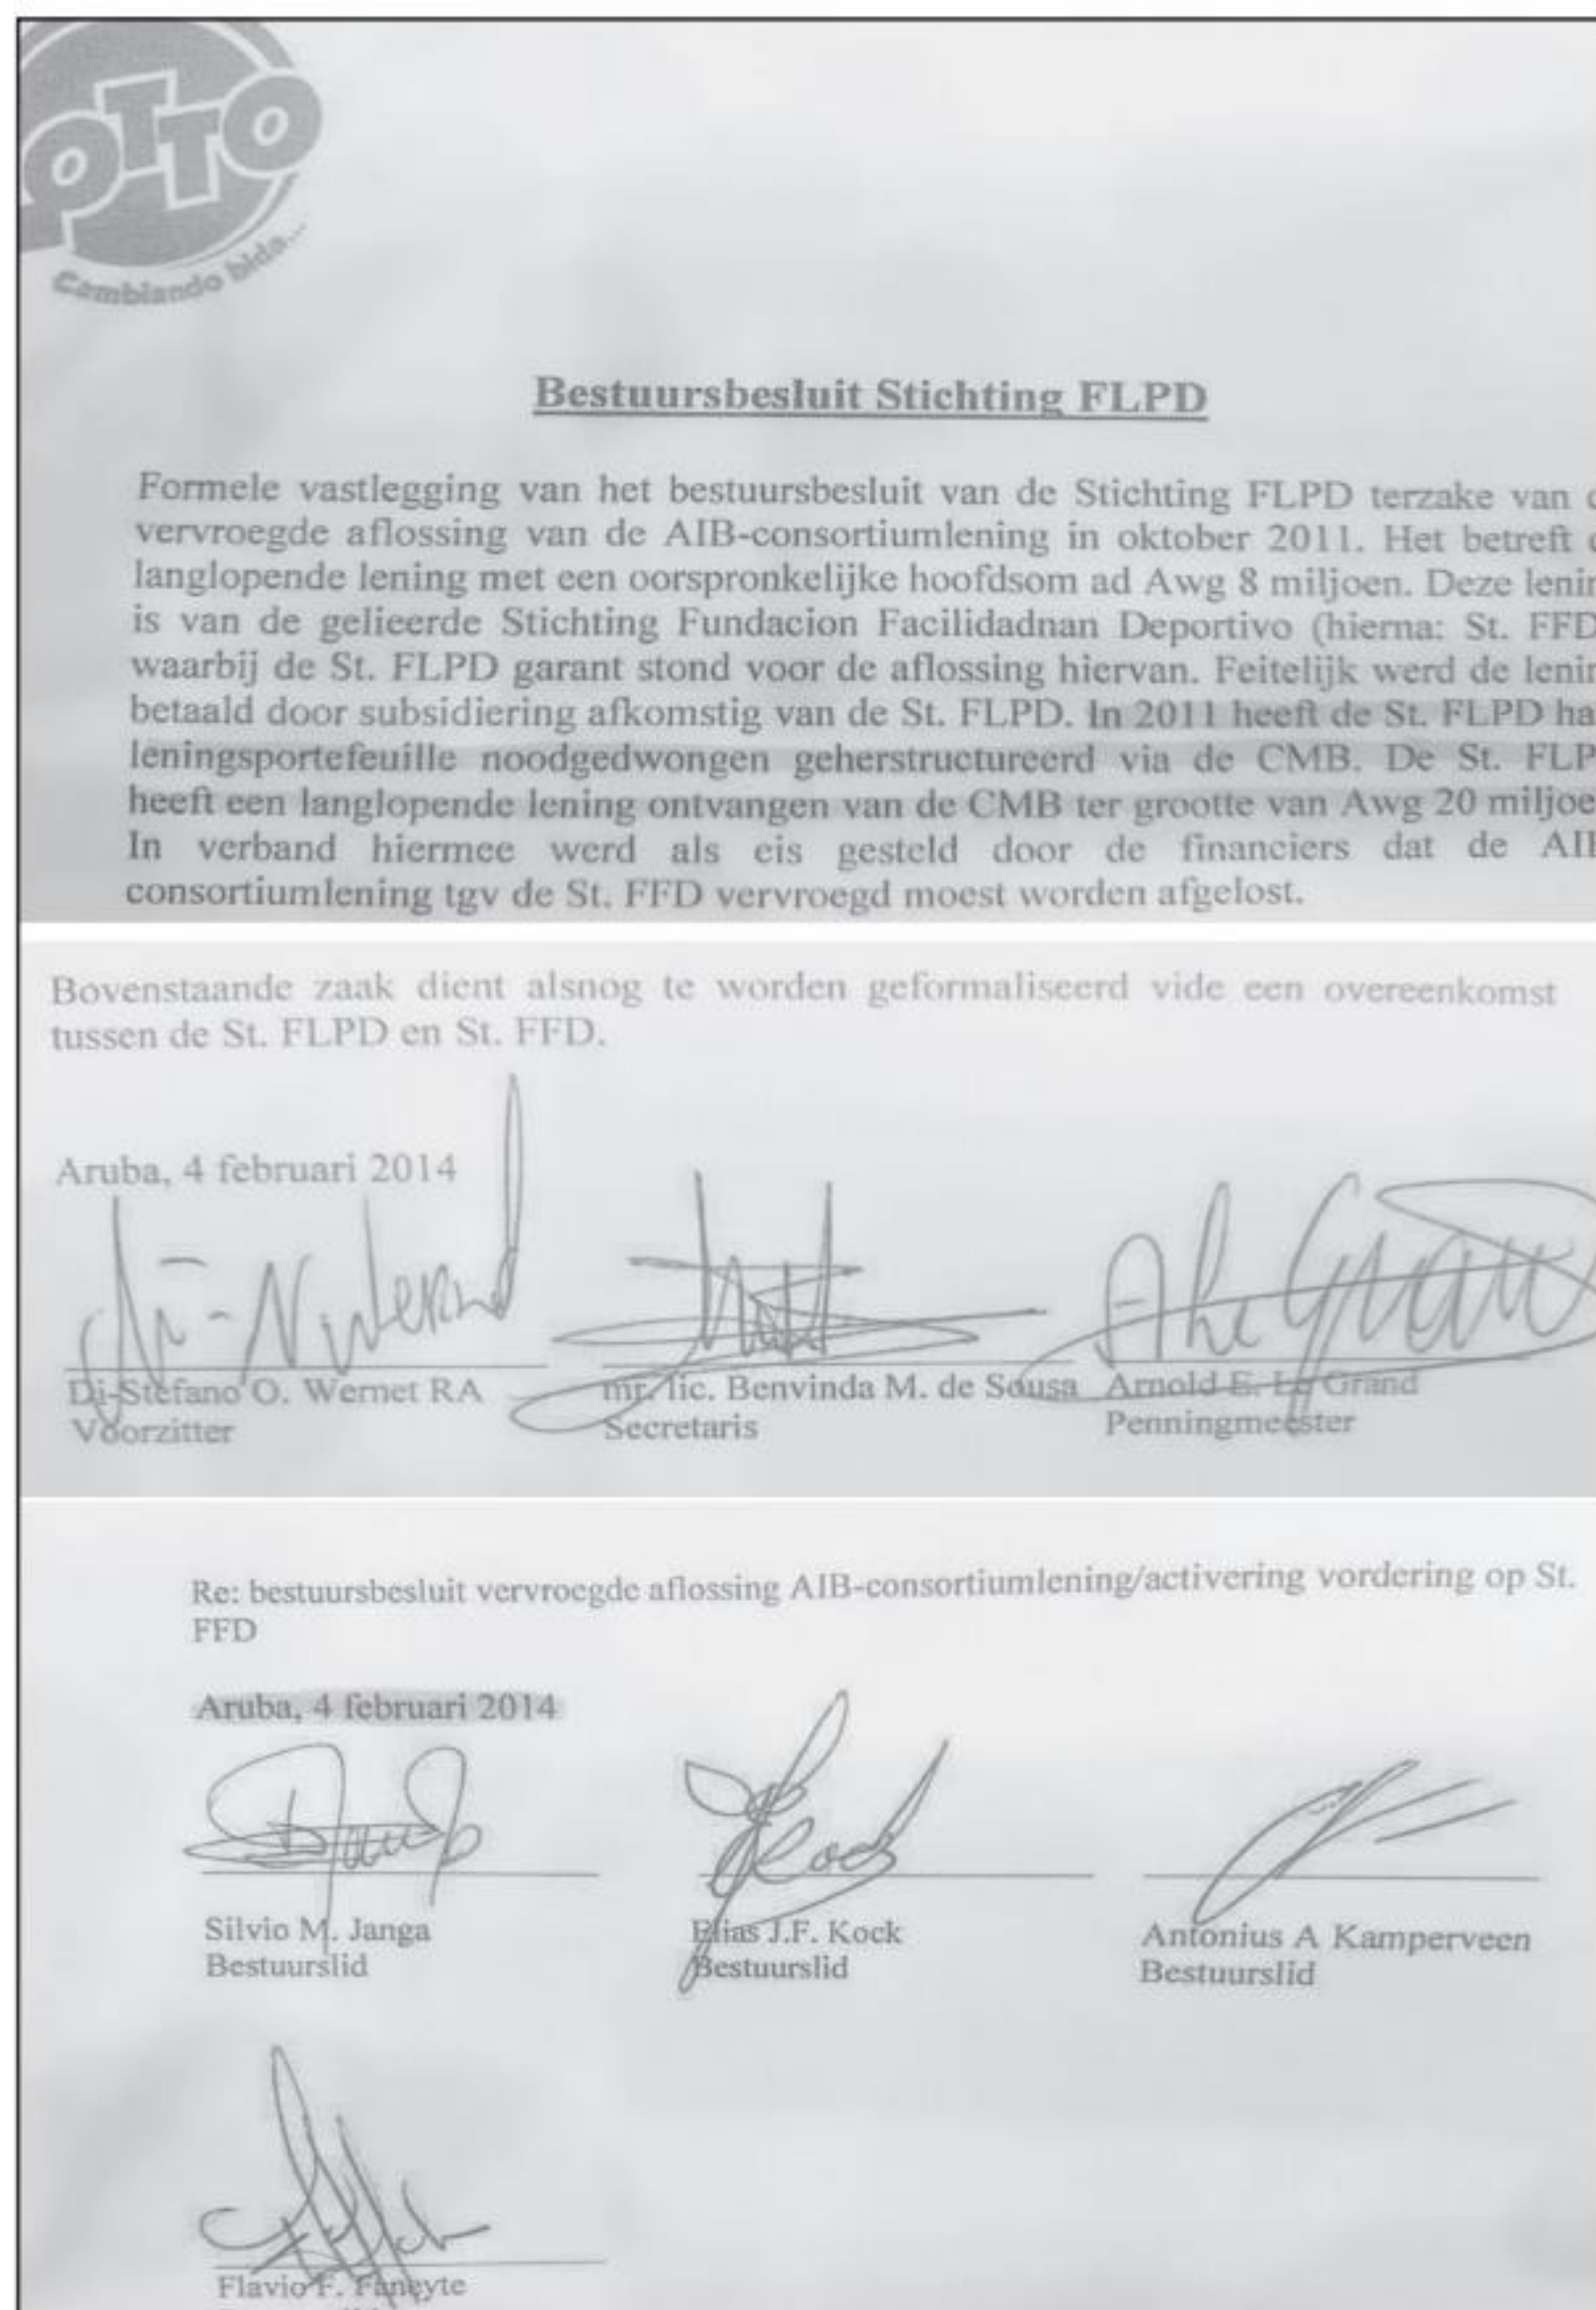 OTTO
Cambiando bida...
Bestuursbesluit Stichting FLPD
Formele vastlegging van het bestuursbesluit van de Stichting FLPD terzake van
vervroegde aflossing van de AIB-consortiumlening in oktober 2011. Het betreft
langlopende lening met een oorspronkelijke hoofdsom ad Awg 8 miljoen. Deze lenin
is van de gelieerde Stichting Fundacion Facilidadnan Deportivo (hierna: St. FFD
waarbij de St. FLPD garant stond voor de aflossing hiervan. Feitelijk werd de lenin
betaald door subsidiering afkomstig van de St. FLPD. In 2011 heeft de St. FLPD ha
leningsportefeuille noodgedwongen geherstructureerd via de CMB. De St. FLP
heeft een langlopende lening ontvangen van de CMB ter grootte van Awg 20 miljoe
In verband hiermee werd als eis gesteld door de financiers dat de AIB
consortiumlening tgv de St. FFD vervroegd moest worden afgelost.
Bovenstaande zaak dient alsnog te worden geformaliseerd vide een overeenkomst
tussen de St. FLPD en St. FFD.
Aruba, 4 februari 2014
Di-Stefano O. Wernet RA mr. lic. Benvinda M. de Sousa Arnold E. Le Grand
Voorzitter Secretaris Penningmeester
Re: bestuursbesluit vervroegde aflossing AIB-consortiumlening/activering vordering op St.
FFD
Aruba, 4 februari 2014
Silvio M. Janga Elias J.F. Kock Antonius A Kamperveen
Bestuurslid Bestuurslid Bestuurslid
Flavio F. Faneyte